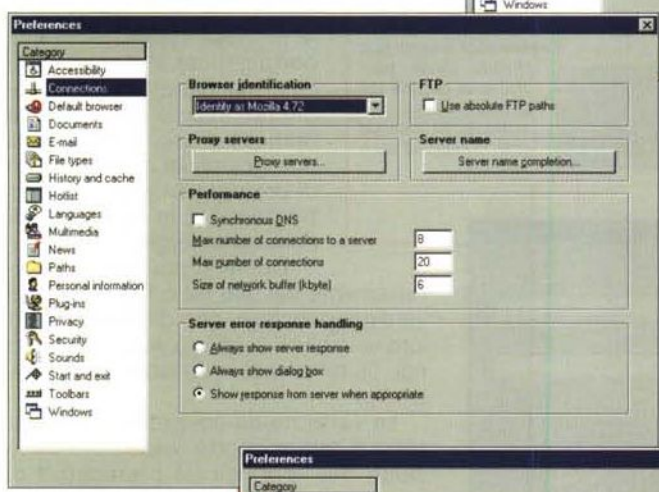 Windows
Preferences
Category
Accessibility
Connections
Default browser
Documents
E-mail
File types
History and cache
Hotlist
Languages
Multimedia
News
Paths
Personal information
Plug-ins
Privacy
Security
Sounds
Start and exit
Toolbars
Windows
Browser identification
Identify as Mozilla 4.72
FTP
Use absolute FTP paths
Proxy servers
Proxy servers...
Server name
Server name completion...
Performance
Synchronous DNS
Max number of connections to a server
8
Max number of connections
20
Size of network buffer (kbyte)
6
Server error response handling
Always show server response
Always show dialog box
Show response from server when appropriate
Preferences
Category